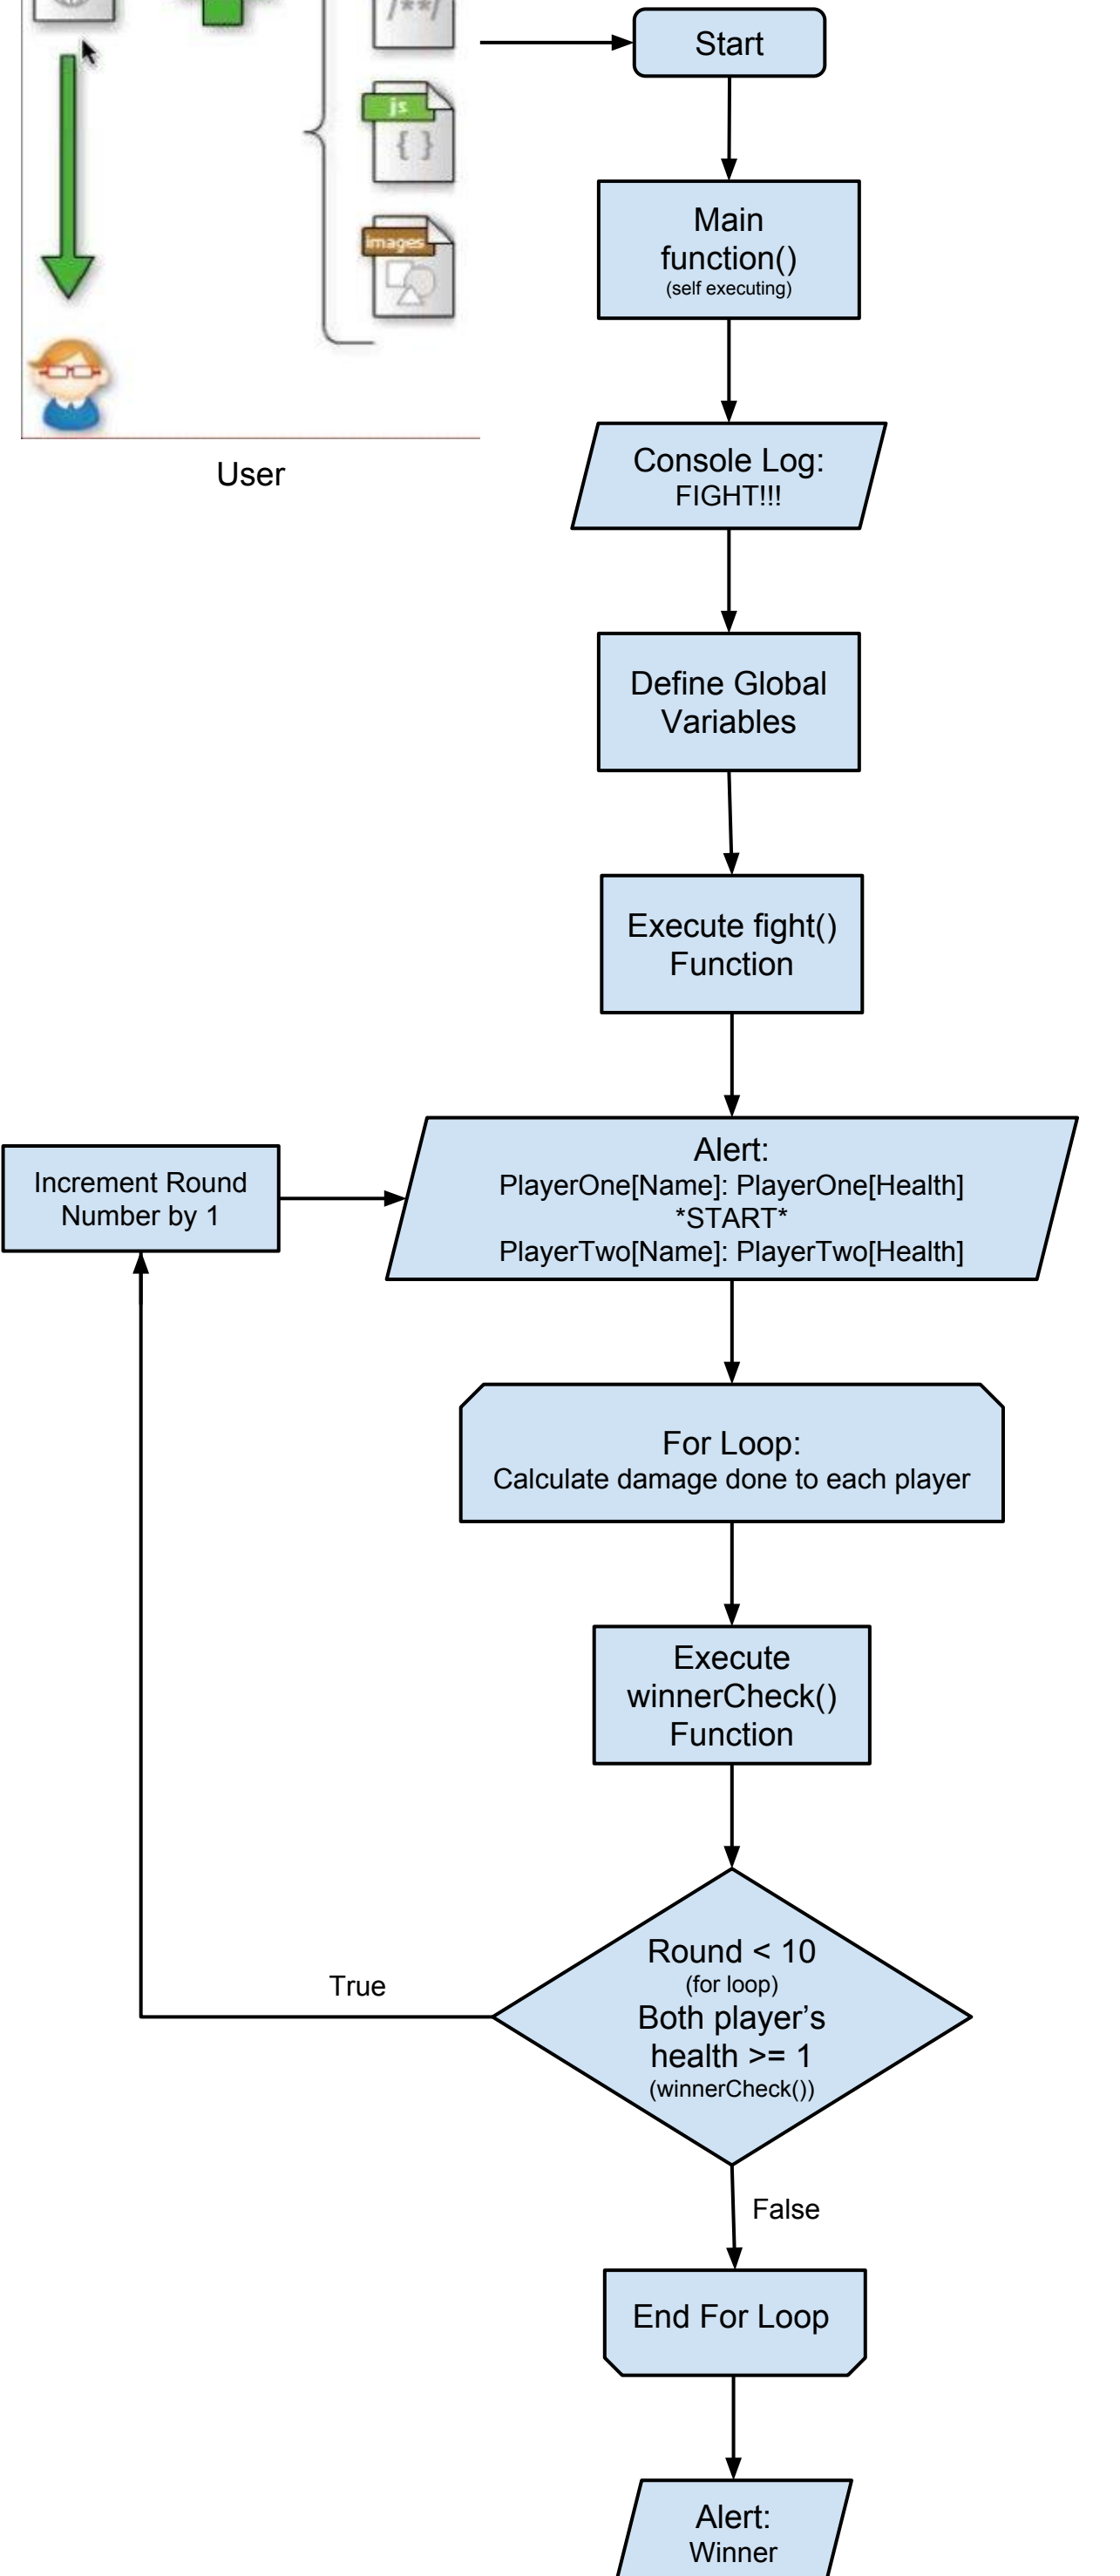 /**/
js
{ }
images
User
Start
Main
function()
(self executing)
Console Log:
FIGHT!!!
Define Global
Variables
Execute fight()
Function
Increment Round
Number by 1
Alert:
PlayerOne[Name]: PlayerOne[Health]
*START*
PlayerTwo[Name]: PlayerTwo[Health]
For Loop:
Calculate damage done to each player
Execute
winnerCheck()
Function
True
Round < 10
(for loop)
Both player’s
health >= 1
(winnerCheck())
False
End For Loop
Alert:
Winner